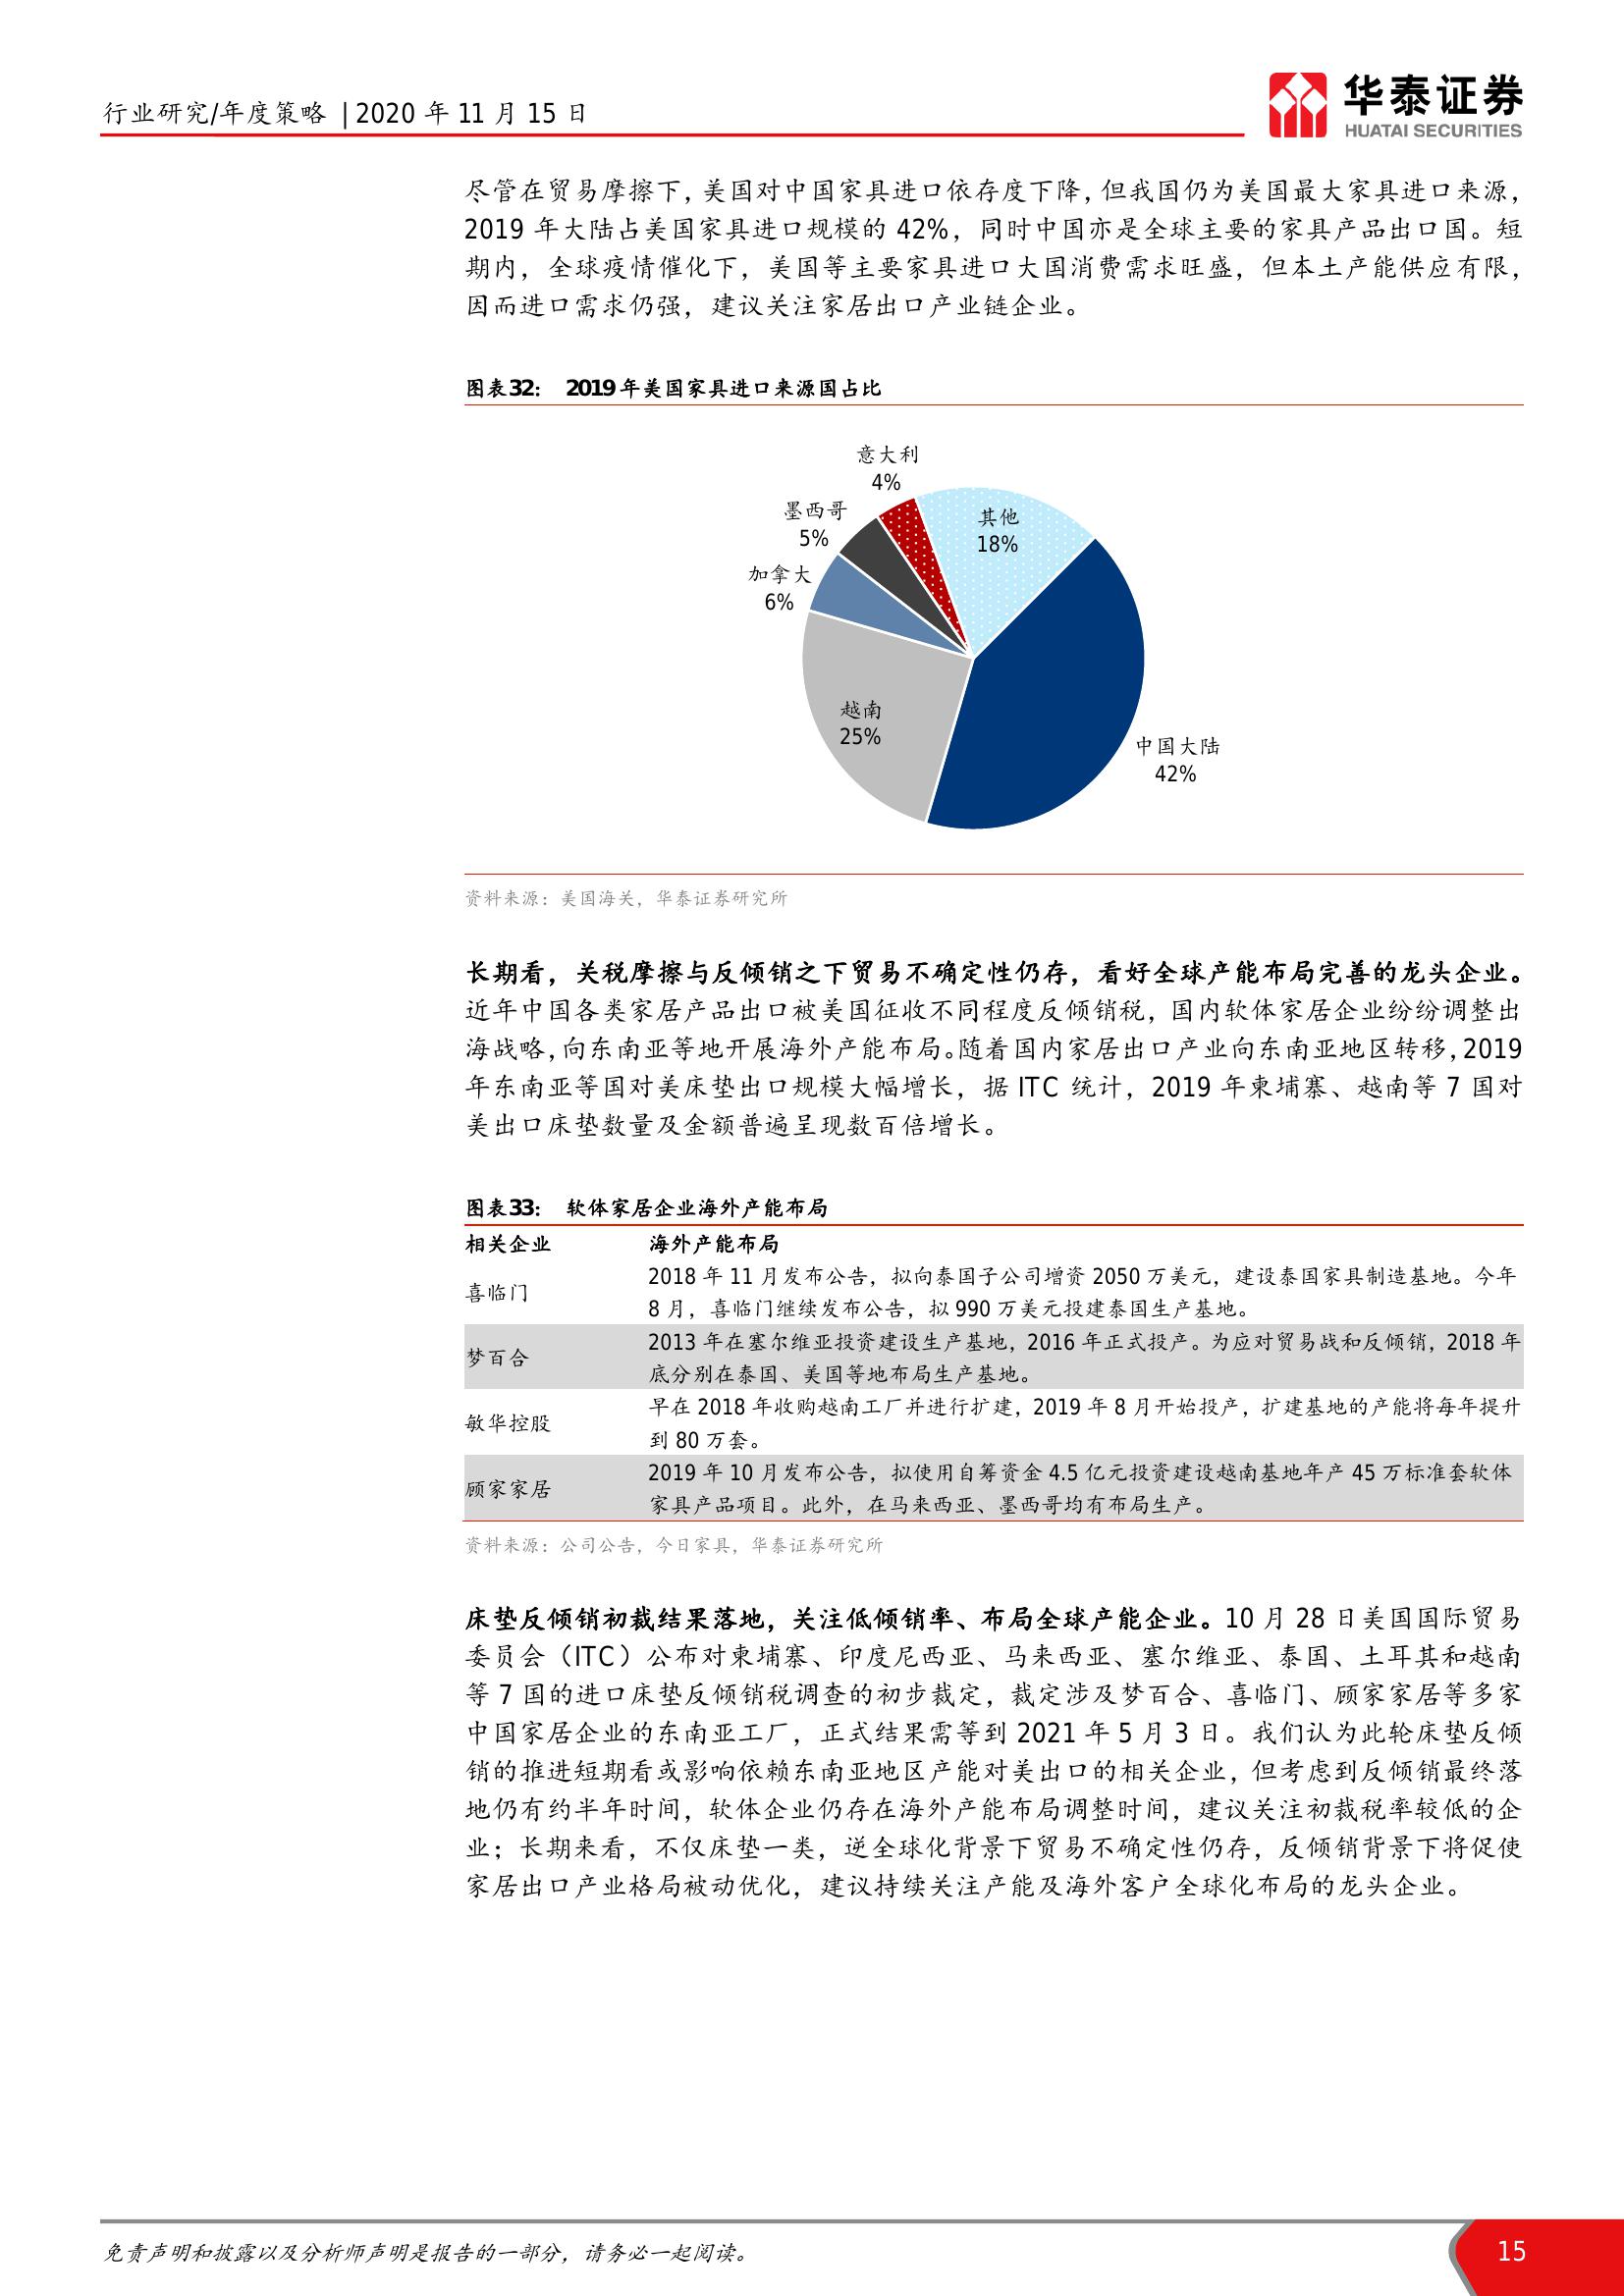 行业研究/年度策略 | 2020 年 11 月 15 日
华泰证券
HUATAI SECURITIES
尽管在贸易摩擦下，美国对中国家具进口依存度下降，但我国仍为美国最大家具进口来源，
2019 年大陆占美国家具进口规模的 42%，同时中国亦是全球主要的家具产品出口国。短
期内，全球疫情催化下，美国等主要家具进口大国消费需求旺盛，但本土产能供应有限，
因而进口需求仍强，建议关注家居出口产业链企业。
图表32： 2019 年美国家具进口来源国占比
意大利
4%
墨西哥
5%
其他
18%
加拿大
6%
越南
25%
中国大陆
42%
资料来源：美国海关，华泰证券研究所
长期看，关税摩擦与反倾销之下贸易不确定性仍存，看好全球产能布局完善的龙头企业。
近年中国各类家居产品出口被美国征收不同程度反倾销税，国内软体家居企业纷纷调整出
海战略，向东南亚等地开展海外产能布局。随着国内家居出口产业向东南亚地区转移，2019
年东南亚等国对美床垫出口规模大幅增长，据 ITC 统计，2019 年柬埔寨、越南等 7 国对
美出口床垫数量及金额普遍呈现数百倍增长。
图表33： 软体家居企业海外产能布局
相关企业 海外产能布局
喜临门 2018 年 11 月发布公告，拟向泰国子公司增资 2050 万美元，建设泰国家具制造基地。今年
8 月，喜临门继续发布公告，拟 990 万美元投建泰国生产基地。
梦百合 2013 年在塞尔维亚投资建设生产基地，2016 年正式投产。为应对贸易战和反倾销，2018 年
底分别在泰国、美国等地布局生产基地。
敏华控股 早在 2018 年收购越南工厂并进行扩建，2019 年 8 月开始投产，扩建基地的产能将每年提升
到 80 万套。
顾家家居 2019 年 10 月发布公告，拟使用自筹资金 4.5 亿元投资建设越南基地年产 45 万标准套软体
家具产品项目。此外，在马来西亚、墨西哥均有布局生产。
资料来源：公司公告，今日家具，华泰证券研究所
床垫反倾销初裁结果落地，关注低倾销率、布局全球产能企业。10 月 28 日美国国际贸易
委员会（ITC）公布对柬埔寨、印度尼西亚、马来西亚、塞尔维亚、泰国、土耳其和越南
等 7 国的进口床垫反倾销税调查的初步裁定，裁定涉及梦百合、喜临门、顾家家居等多家
中国家居企业的东南亚工厂，正式结果需等到 2021 年 5 月 3 日。我们认为此轮床垫反倾
销的推进短期看或影响依赖东南亚地区产能对美出口的相关企业，但考虑到反倾销最终落
地仍有约半年时间，软体企业仍存在海外产能布局调整时间，建议关注初裁税率较低的企
业；长期来看，不仅床垫一类，逆全球化背景下贸易不确定性仍存，反倾销背景下将促使
家居出口产业格局被动优化，建议持续关注产能及海外客户全球化布局的龙头企业。
免责声明和披露以及分析师声明是报告的一部分，请务必一起阅读。
15